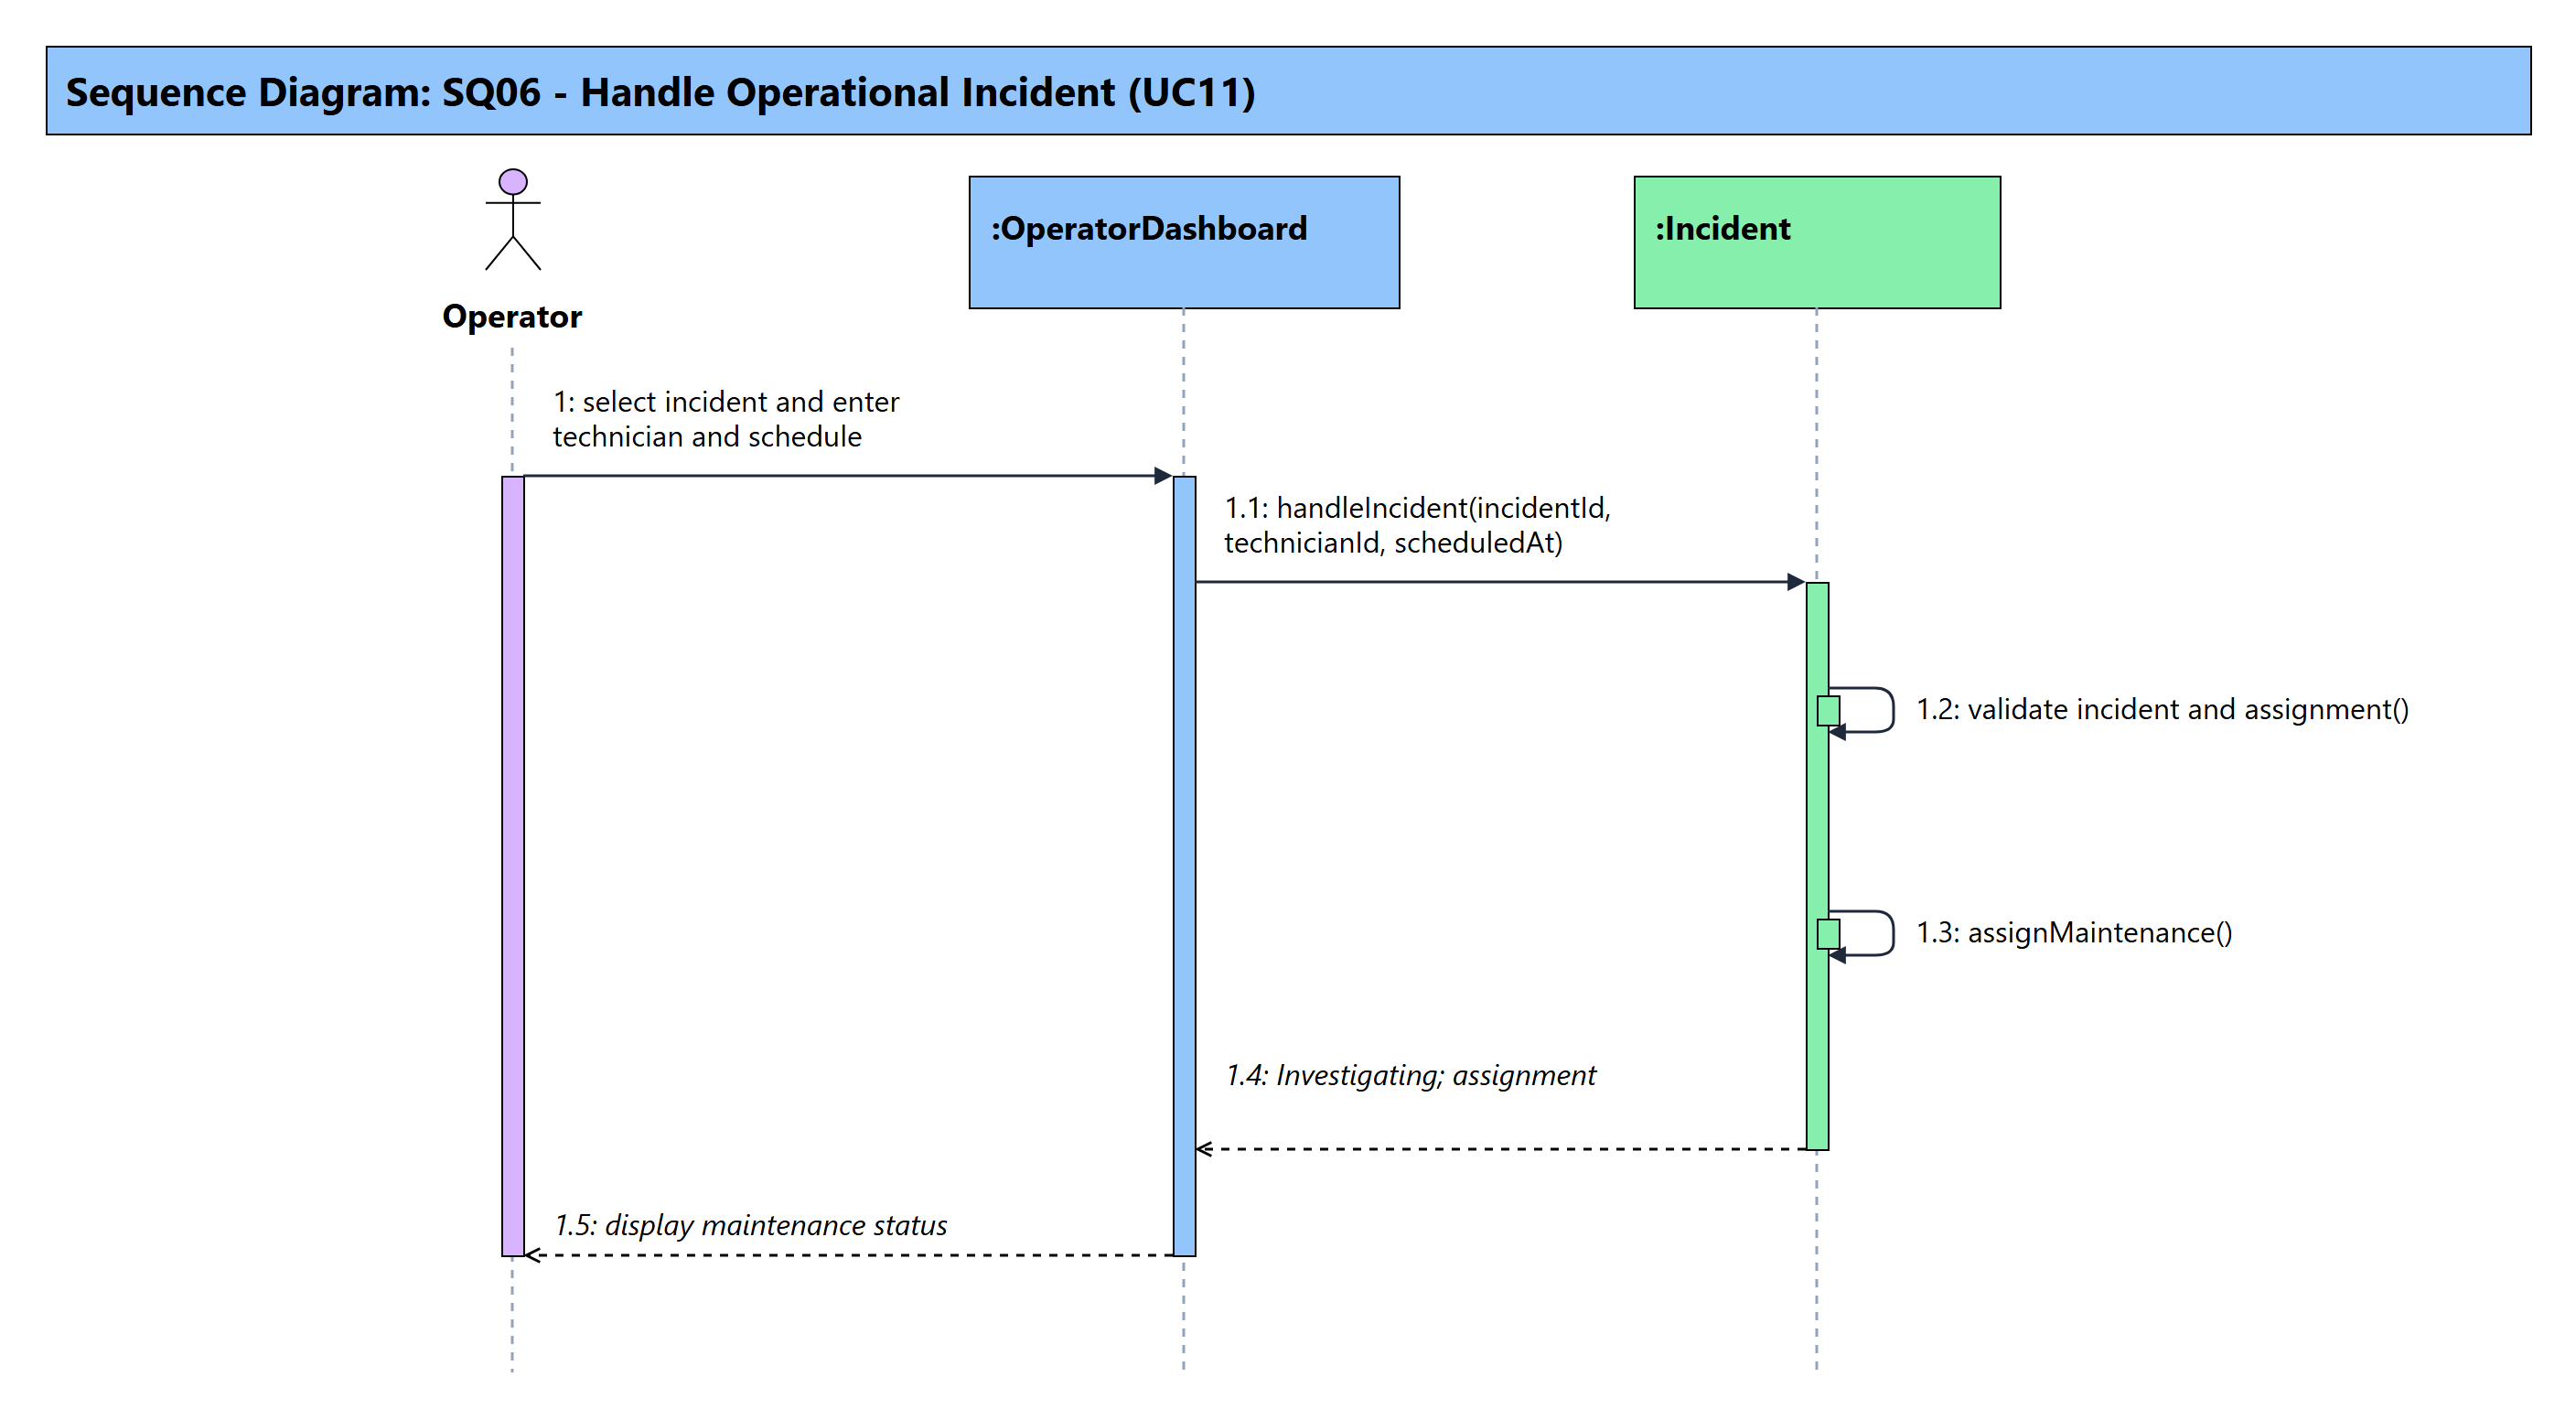 Sequence Diagram: SQ06 - Handle Operational Incident (UC11)
Operator
:OperatorDashboard
:Incident
1: select incident and enter
technician and schedule
1.1: handleIncident(incidentId,
technicianId, scheduledAt)
1.2: validate incident and assignment()
1.3: assignMaintenance()
1.4: Investigating; assignment
1.5: display maintenance status